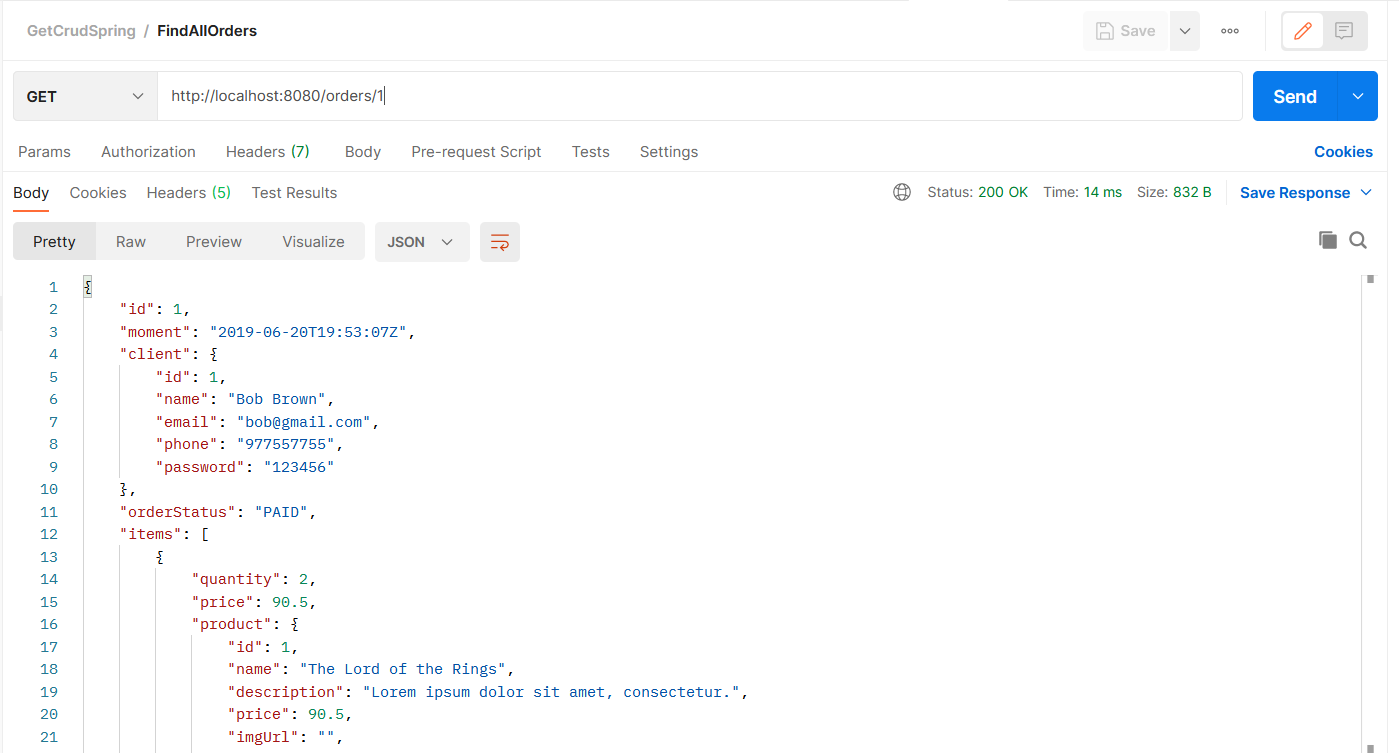 GetCrudSpring / FindAllOrders Save
GET http://localhost:8080/orders/1 Send
Params Authorization Headers (7) Body Pre-request Script Tests Settings Cookies
Body Cookies Headers (5) Test Results Status: 200 OK Time: 14 ms Size: 832 B Save Response
Pretty Raw Preview Visualize JSON
1 {
2 "id": 1,
3 "moment": "2019-06-20T19:53:07Z",
4 "client": {
5 "id": 1,
6 "name": "Bob Brown",
7 "email": "bob@gmail.com",
8 "phone": "977557755",
9 "password": "123456"
10 },
11 "orderStatus": "PAID",
12 "items": [
13 {
14 "quantity": 2,
15 "price": 90.5,
16 "product": {
17 "id": 1,
18 "name": "The Lord of the Rings",
19 "description": "Lorem ipsum dolor sit amet, consectetur.",
20 "price": 90.5,
21 "imgUrl": "",